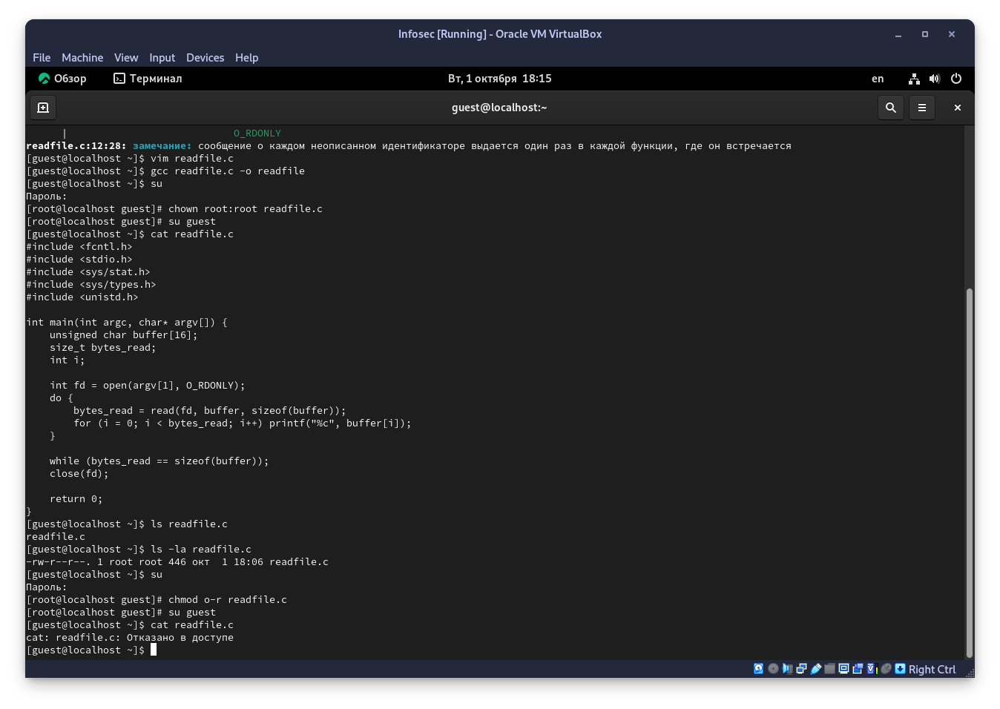 Infosec [Running] - Oracle VM VirtualBox
File Machine View Input Devices Help
Обзор Терминал Вт, 1 октября 18:15 en
guest@localhost:~
| O_RDONLY
readfile.c:12:28: замечание: сообщение о каждом неописанном идентификаторе выдается один раз в каждой функции, где он встречается
[guest@localhost ~]$ vim readfile.c
[guest@localhost ~]$ gcc readfile.c -o readfile
[guest@localhost ~]$ su
Пароль:
[root@localhost guest]# chown root:root readfile.c
[root@localhost guest]# su guest
[guest@localhost ~]$ cat readfile.c
#include <fcntl.h>
#include <stdio.h>
#include <sys/stat.h>
#include <sys/types.h>
#include <unistd.h>

int main(int argc, char* argv[]) {
    unsigned char buffer[16];
    size_t bytes_read;
    int i;

    int fd = open(argv[1], O_RDONLY);
    do {
        bytes_read = read(fd, buffer, sizeof(buffer));
        for (i = 0; i < bytes_read; i++) printf("%c", buffer[i]);
    }

    while (bytes_read == sizeof(buffer));
    close(fd);

    return 0;
}
[guest@localhost ~]$ ls readfile.c
readfile.c
[guest@localhost ~]$ ls -la readfile.c
-rw-r--r--. 1 root root 446 окт  1 18:06 readfile.c
[guest@localhost ~]$ su
Пароль:
[root@localhost guest]# chmod o-r readfile.c
[root@localhost guest]# su guest
[guest@localhost ~]$ cat readfile.c
cat: readfile.c: Отказано в доступе
[guest@localhost ~]$
Right Ctrl